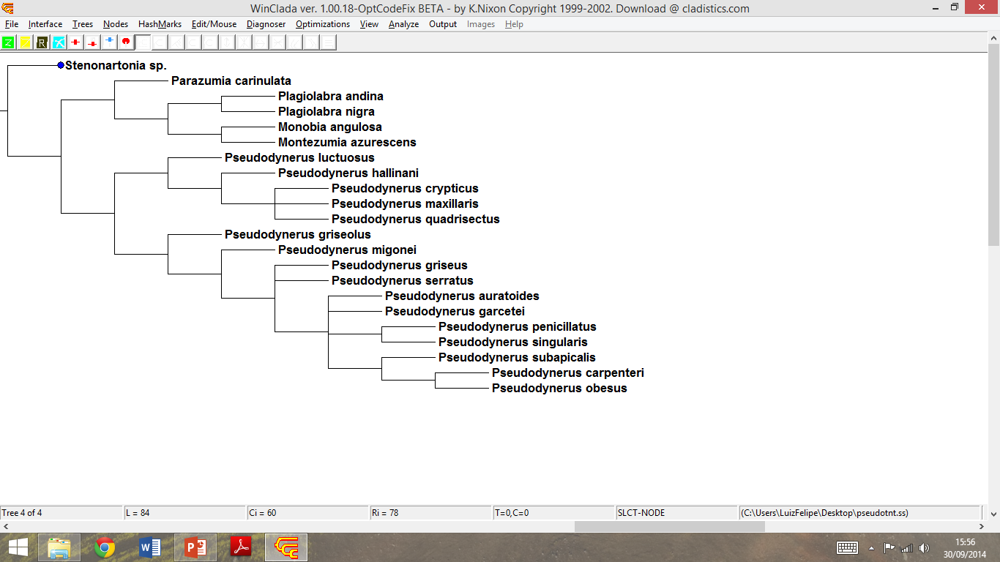 WinClada ver. 1.00.18-OptCodeFix BETA - by K.Nixon Copyright 1999-2002. Download @ cladistics.com
File Interface Trees Nodes HashMarks Edit/Mouse Diagnoser Optimizations View Analyze Output Images Help
Z R
Stenonartonia sp.
Parazumia carinulata
Plagiolabra andina
Plagiolabra nigra
Monobia angulosa
Montezumia azurescens
Pseudodynerus luctuosus
Pseudodynerus hallinani
Pseudodynerus crypticus
Pseudodynerus maxillaris
Pseudodynerus quadrisectus
Pseudodynerus griseolus
Pseudodynerus migonei
Pseudodynerus griseus
Pseudodynerus serratus
Pseudodynerus auratoides
Pseudodynerus garcetei
Pseudodynerus penicillatus
Pseudodynerus singularis
Pseudodynerus subapicalis
Pseudodynerus carpenteri
Pseudodynerus obesus
Tree 4 of 4 L = 84 Ci = 60 Ri = 78 T=0,C=0 SLCT-NODE (C:\Users\LuizFelipe\Desktop\pseudotnt.ss)
15:56
30/09/2014